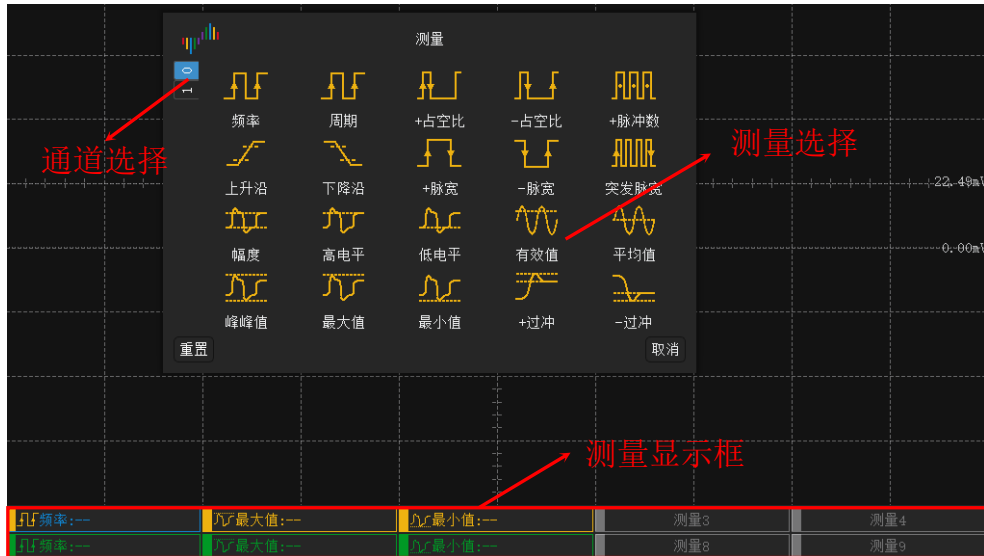 测量
0
1
频率 周期 +占空比 -占空比 +脉冲数
通道选择
测量选择
上升沿 下降沿 +脉宽 -脉宽 突发脉宽
22.49mV
幅度 高电平 低电平 有效值 平均值
0.00mV
峰峰值 最大值 最小值 +过冲 -过冲
重置 取消
测量显示框
频率:-- 最大值:-- 最小值:-- 测量3 测量4
频率:-- 最大值:-- 最小值:-- 测量8 测量9